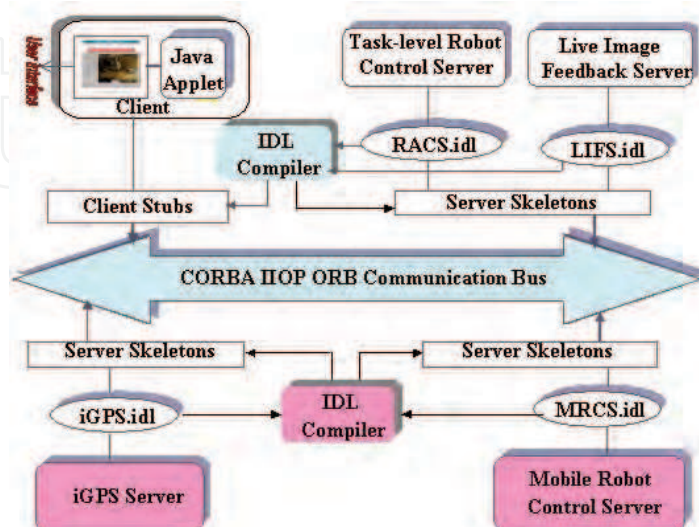 User interface
Java
Applet
Client
Task-level Robot
Control Server
Live Image
Feedback Server
IDL
Compiler
RACS.idl
LIFS.idl
Client Stubs
Server Skeletons
CORBA IIOP ORB Communication Bus
Server Skeletons
Server Skeletons
iGPS.idl
IDL
Compiler
MRCS.idl
iGPS Server
Mobile Robot
Control Server